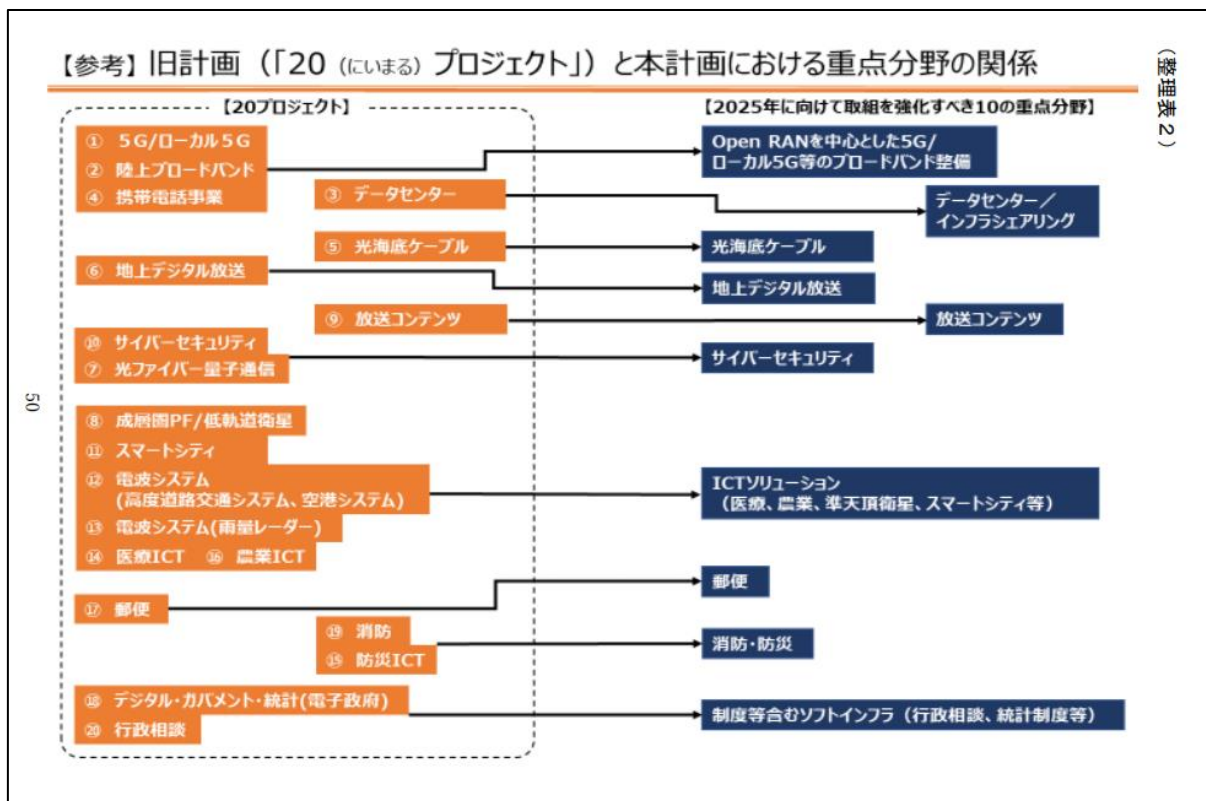 【参考】旧計画（「20（にいまる）プロジェクト」）と本計画における重点分野の関係
（整理表２）
【20プロジェクト】
【2025年に向けて取組を強化すべき10の重点分野】
① ５G/ローカル５G
② 陸上ブロードバンド
④ 携帯電話事業
Open RANを中心とした5G/
ローカル5G等のブロードバンド整備
③ データセンター
データセンター／
インフラシェアリング
⑤ 光海底ケーブル
光海底ケーブル
⑥ 地上デジタル放送
地上デジタル放送
⑨ 放送コンテンツ
放送コンテンツ
⑩ サイバーセキュリティ
⑦ 光ファイバー量子通信
サイバーセキュリティ
⑧ 成層圏PF/低軌道衛星
⑪ スマートシティ
⑫ 電波システム
(高度道路交通システム、空港システム)
⑬ 電波システム(雨量レーダー)
⑭ 医療ICT ⑯ 農業ICT
ICTソリューション
（医療、農業、準天頂衛星、スマートシティ等）
⑰ 郵便
郵便
⑲ 消防
⑮ 防災ICT
消防・防災
⑱ デジタル・ガバメント・統計(電子政府)
⑳ 行政相談
制度等含むソフトインフラ（行政相談、統計制度等）
50